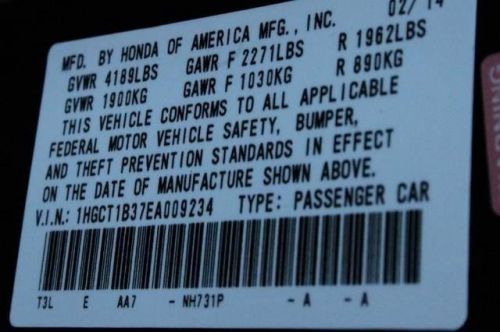 02/14
MFD. BY HONDA OF AMERICA MFG., INC.
GVWR 4189LBS GAWR F 2271LBS R 1962LBS
GVWR 1900KG GAWR F 1030KG R 890KG
THIS VEHICLE CONFORMS TO ALL APPLICABLE
FEDERAL MOTOR VEHICLE SAFETY, BUMPER,
AND THEFT PREVENTION STANDARDS IN EFFECT
ON THE DATE OF MANUFACTURE SHOWN ABOVE.
V.I.N.: 1HGCT1B37EA009234 TYPE: PASSENGER CAR
T3L E AA7 - NH731P - A - A